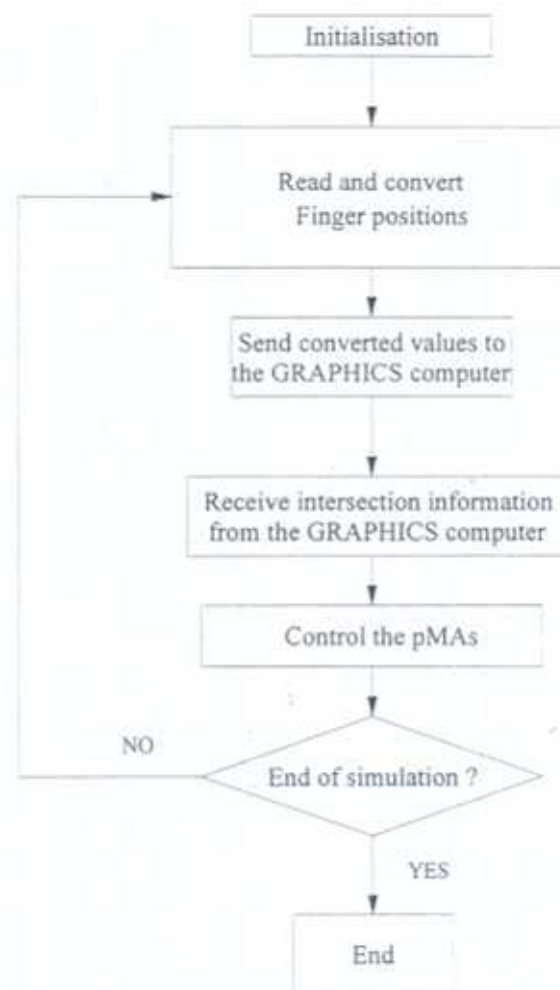 Initialisation
Read and convert
Finger positions
Send converted values to
the GRAPHICS computer
Receive intersection information
from the GRAPHICS computer
Control the pMAs
End of simulation ?
NO
YES
End